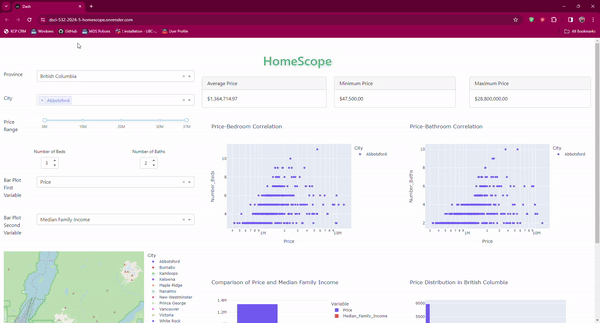 Dash
dsci-532-2024-5-homescope.onrender.com
BCP CRM
Windows
GitHub
MDS Futures
Installation - UBC-...
User Profile
All Bookmarks
HomeScope
Province
British Columbia
City
Abbotsford
Price
Range
0M
10M
20M
30M
37M
Number of Beds
3
Number of Baths
2
Bar Plot
First
Variable
Price
Bar Plot
Second
Variable
Median Family Income
Average Price
$1,364,714.97
Minimum Price
$47,500.00
Maximum Price
$28,800,000.00
Price-Bedroom Correlation
City
Abbotsford
Number_Beds
10
8
6
4
2
1M
10M
Price
Price-Bathroom Correlation
City
Abbotsford
Number_Baths
10
8
6
4
2
1M
10M
Price
City
Abbotsford
Burnaby
Kamloops
Kelowna
Maple Ridge
Nanaimo
New Westminster
Prince George
Vancouver
Victoria
White Rock
Comparison of Price and Median Family Income
1.4M
1.2M
1M
Variable
Price
Median_Family_Income
Price Distribution in British Columbia
6000
5000